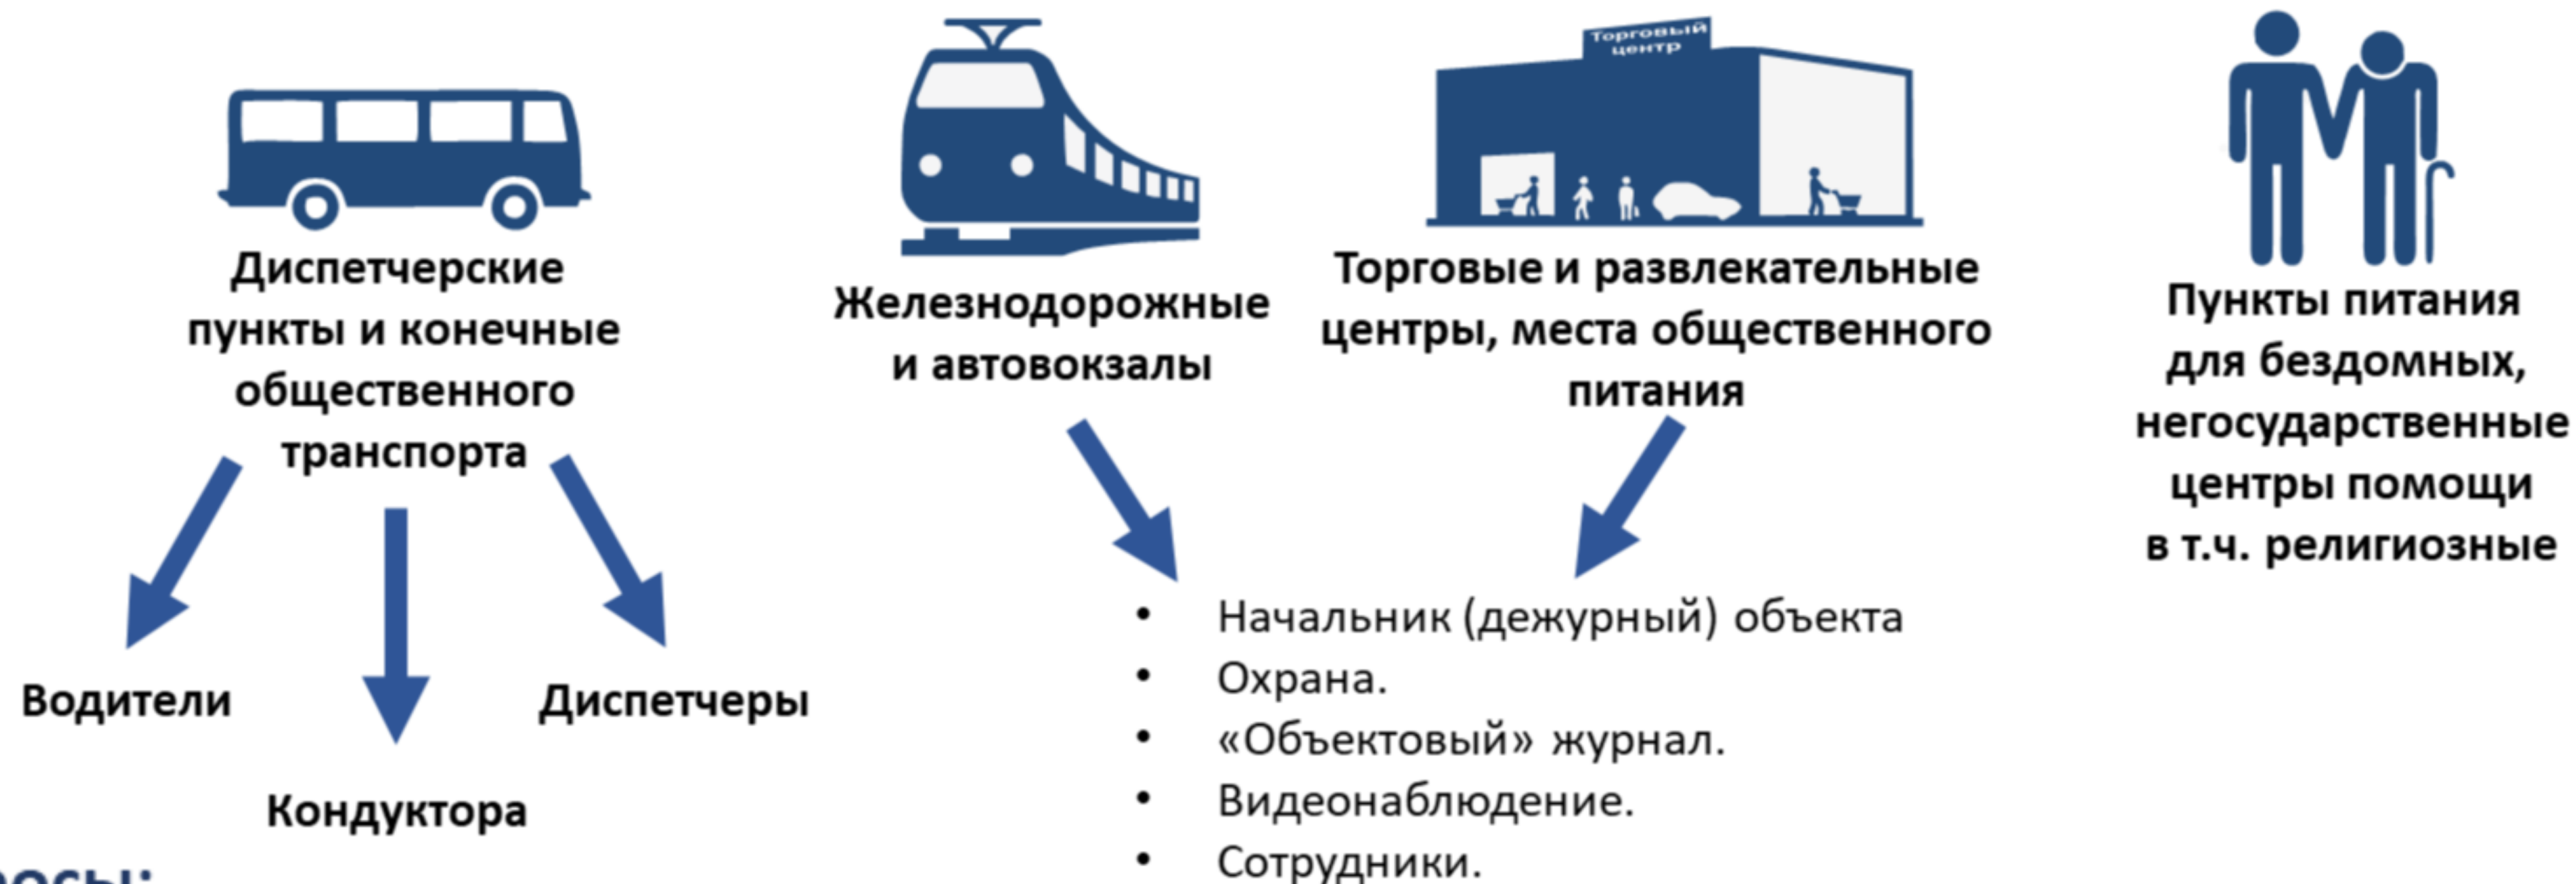 Торговый
центр
Диспетчерские
пункты и конечные
общественного
транспорта
Железнодорожные
и автовокзалы
Торговые и развлекательные
центры, места общественного
питания
Пункты питания
для бездомных,
негосударственные
центры помощи
в т.ч. религиозные
Водители
Кондуктора
Диспетчеры
• Начальник (дежурный) объекта
• Охрана.
• «Объектовый» журнал.
• Видеонаблюдение.
• Сотрудники.